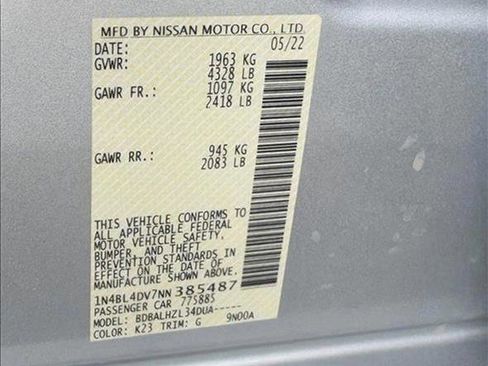 MFD BY NISSAN MOTOR CO., LTD.
DATE: 05/22
GVWR: 1963 KG
4328 LB
GAWR FR.: 1097 KG
2418 LB
GAWR RR.: 945 KG
2083 LB
THIS VEHICLE CONFORMS TO
ALL APPLICABLE FEDERAL
MOTOR VEHICLE SAFETY,
BUMPER, AND THEFT
PREVENTION STANDARDS IN
EFFECT ON THE DATE OF
MANUFACTURE SHOWN ABOVE.
1N4BL4DV7NN385487
PASSENGER CAR 775885
MODEL: BDBALHZL34DUA-----
COLOR: K23 TRIM: G 9N00A